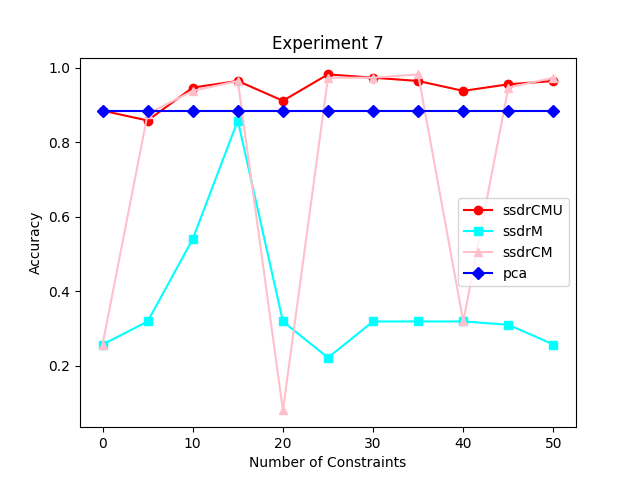 Experiment 7
1.0
0.8
0.6
0.4
0.2
Accuracy
ssdrCMU
ssdrM
ssdrCM
pca
0 10 20 30 40 50
Number of Constraints